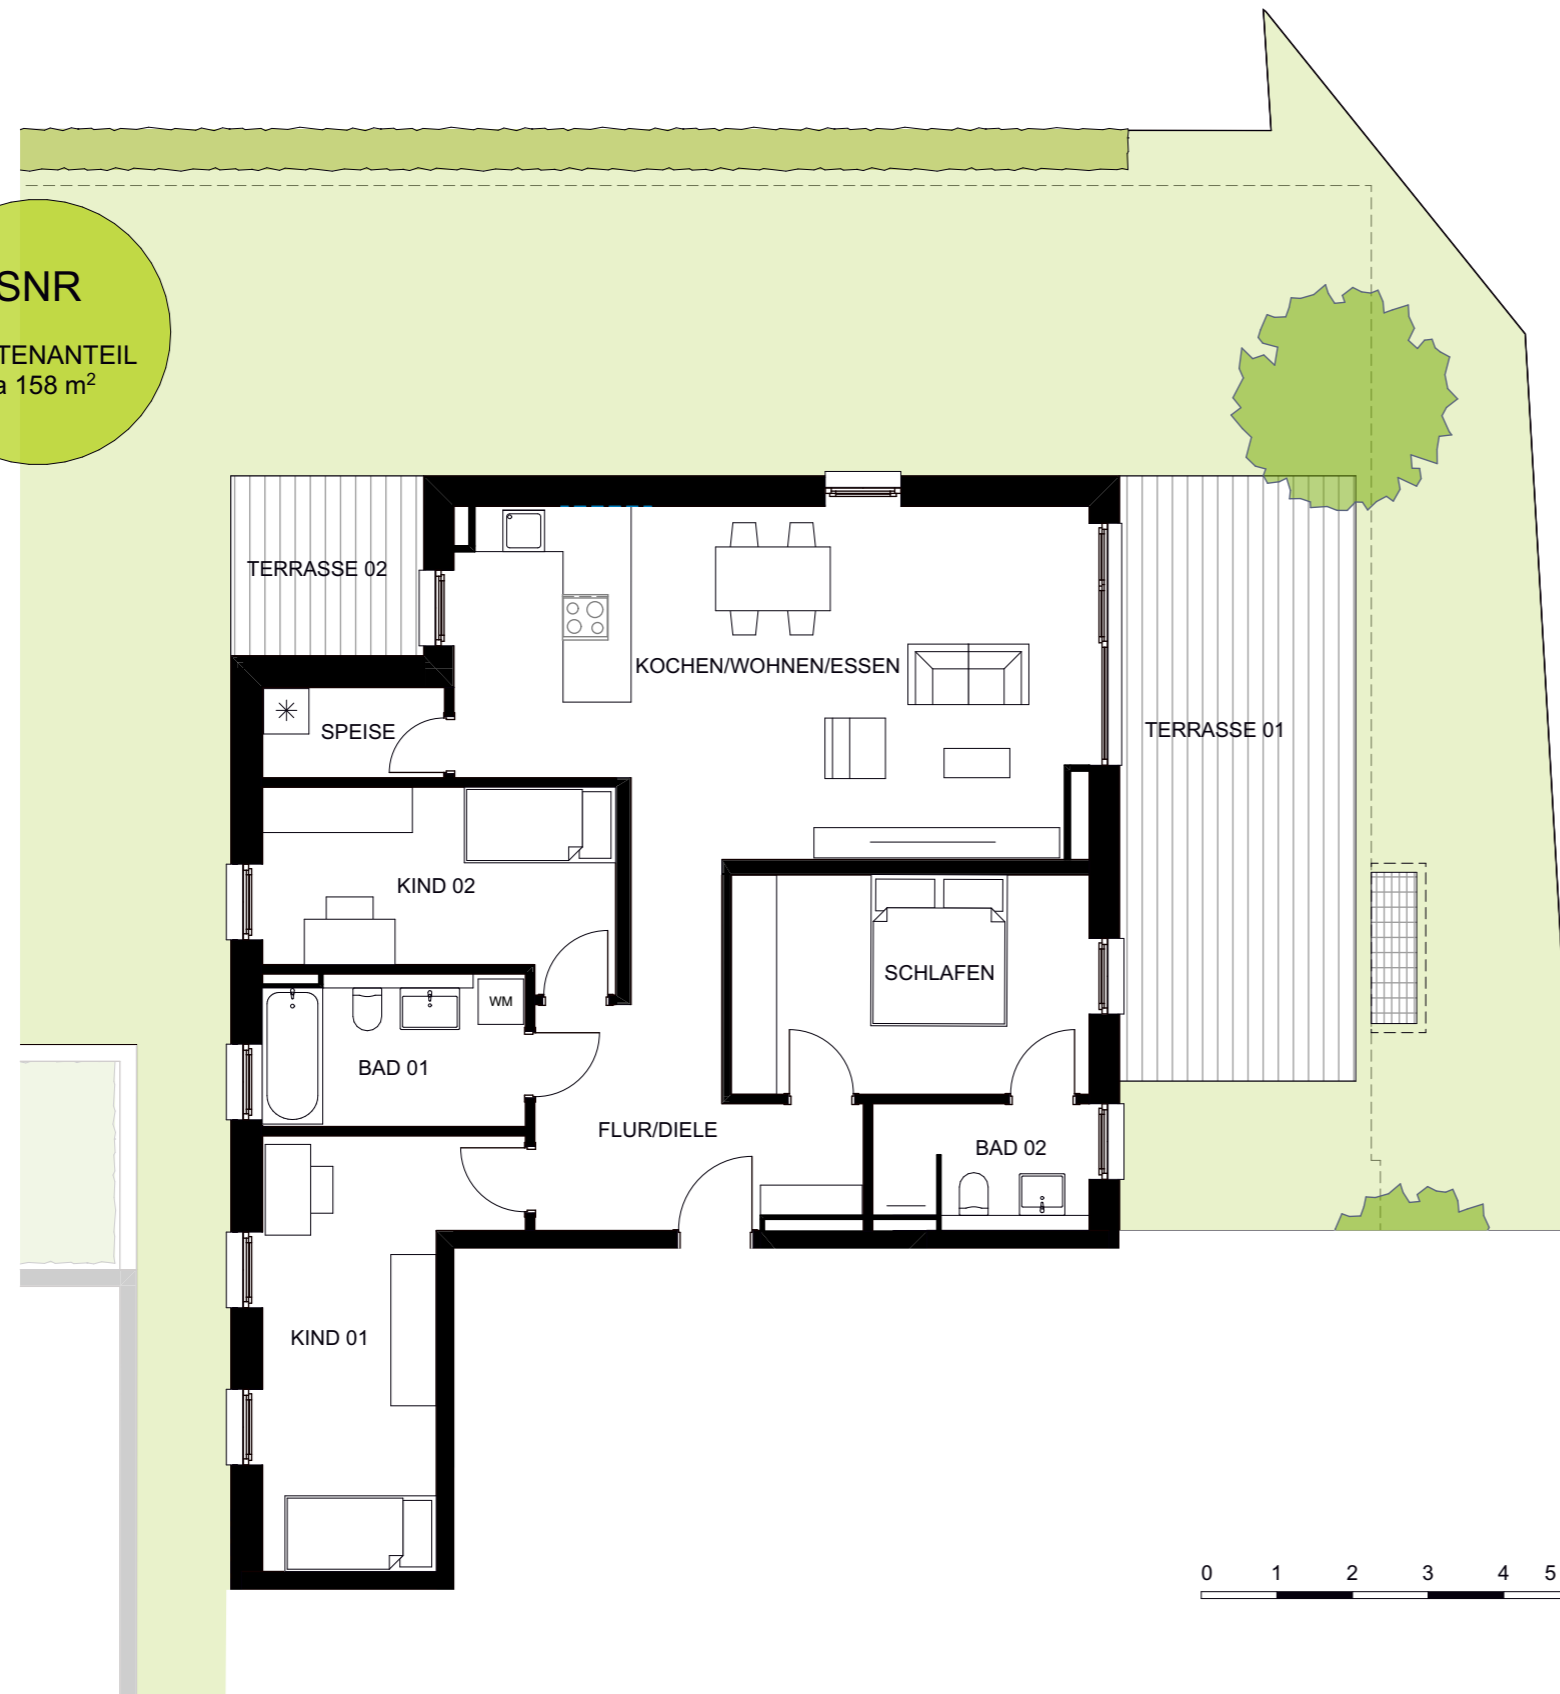 SNR
TENANTEIL
a 158 m²
TERRASSE 02
KOCHEN/WOHNEN/ESSEN
SPEISE
TERRASSE 01
KIND 02
SCHLAFEN
WM
BAD 01
FLUR/DIELE
BAD 02
KIND 01
0 1 2 3 4 5